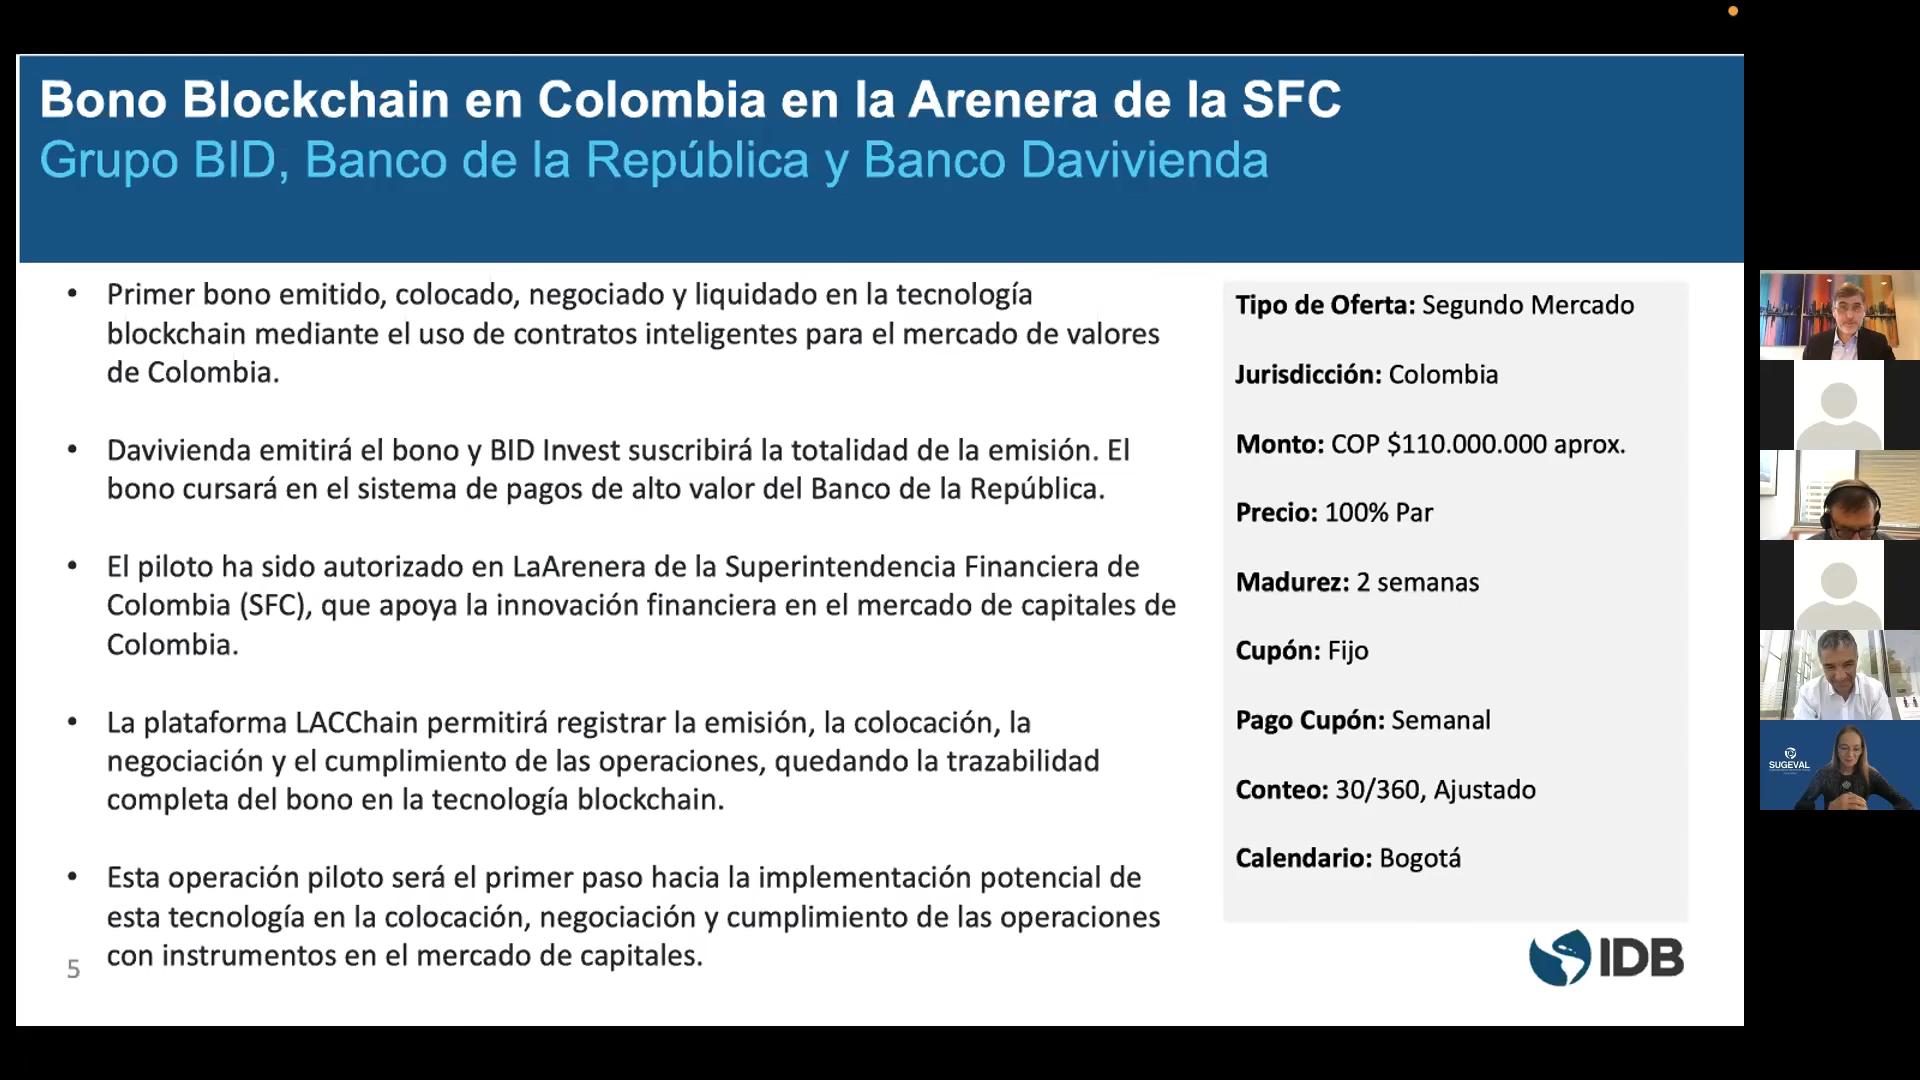 Bono Blockchain en Colombia en la Arenera de la SFC
Grupo BID, Banco de la República y Banco Davivienda
• Primer bono emitido, colocado, negociado y liquidado en la tecnología
blockchain mediante el uso de contratos inteligentes para el mercado de valores
de Colombia.
• Davivienda emitirá el bono y BID Invest suscribirá la totalidad de la emisión. El
bono cursará en el sistema de pagos de alto valor del Banco de la República.
• El piloto ha sido autorizado en LaArenera de la Superintendencia Financiera de
Colombia (SFC), que apoya la innovación financiera en el mercado de capitales de
Colombia.
• La plataforma LACChain permitirá registrar la emisión, la colocación, la
negociación y el cumplimiento de las operaciones, quedando la trazabilidad
completa del bono en la tecnología blockchain.
• Esta operación piloto será el primer paso hacia la implementación potencial de
esta tecnología en la colocación, negociación y cumplimiento de las operaciones
con instrumentos en el mercado de capitales.
5
Tipo de Oferta: Segundo Mercado
Jurisdicción: Colombia
Monto: COP $110.000.000 aprox.
Precio: 100% Par
Madurez: 2 semanas
Cupón: Fijo
Pago Cupón: Semanal
Conteo: 30/360, Ajustado
Calendario: Bogotá
IDB
SUGEVAL